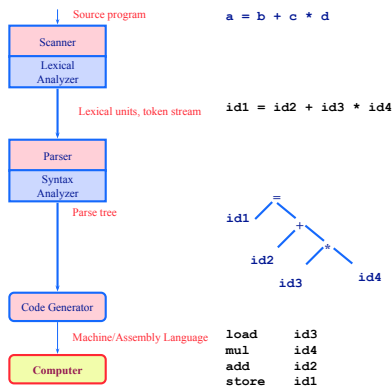 Source program
a = b + c * d
Scanner
Lexical
Analyzer
Lexical units, token stream
id1 = id2 + id3 * id4
Parser
Syntax
Analyzer
Parse tree
=
id1
+
id2
*
id3
id4
Code Generator
Machine/Assembly Language
Computer
load id3
mul id4
add id2
store id1